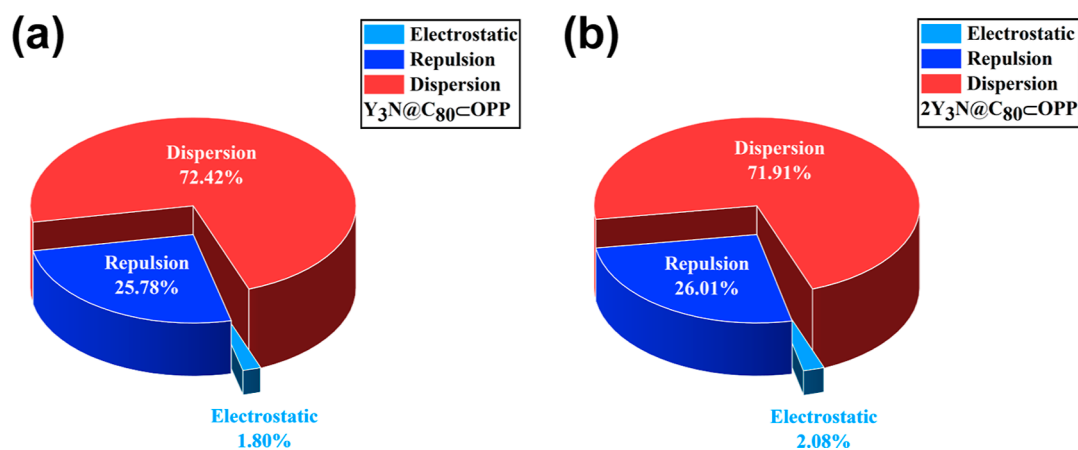 (a)
Electrostatic
Repulsion
Dispersion
Y3N@C80⊂OPP
Dispersion
72.42%
Repulsion
25.78%
Electrostatic
1.80%
(b)
Electrostatic
Repulsion
Dispersion
2Y3N@C80⊂OPP
Dispersion
71.91%
Repulsion
26.01%
Electrostatic
2.08%